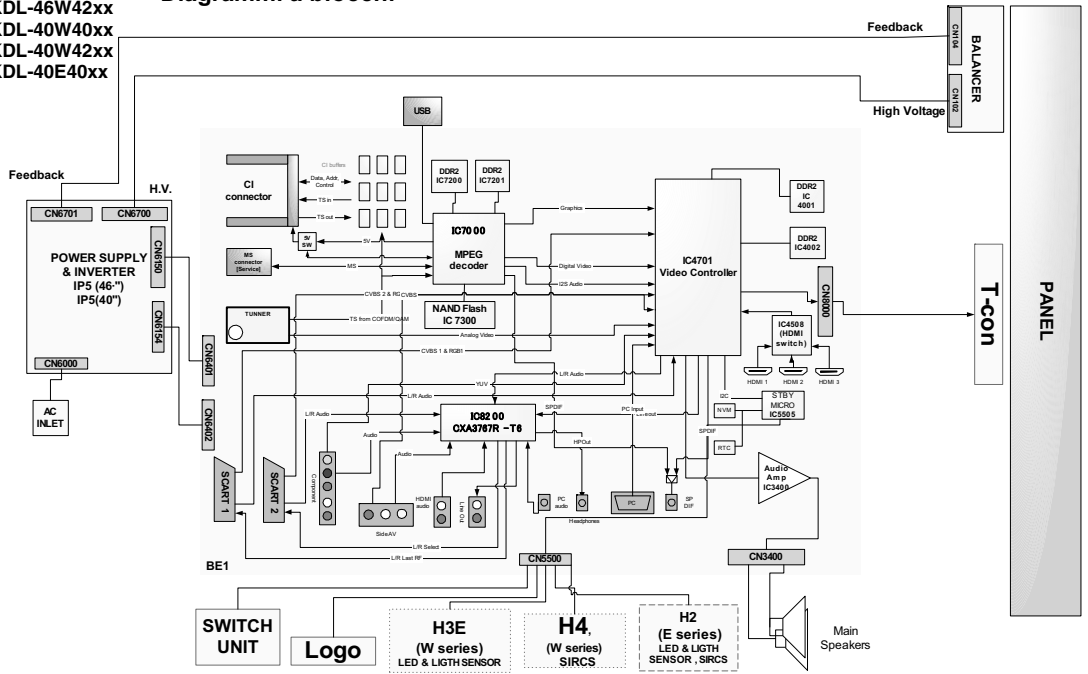 KDL-46W42xx
Diagrammi a blocchi
KDL-40W40xx
KDL-40W42xx
KDL-40E40xx
Feedback
CN104
BALANCER
CN102
High Voltage
PANEL
T-con
USB
Feedback
H.V.
CN6701
CN6700
POWER SUPPLY
& INVERTER
IP5 (46-")
IP5(40")
CN6150
CN6154
CN6000
AC
INLET
CN6401
CN6402
CI
connector
CI buffers
Data, Addr,
Control
TS in
TS out
5V
SW
5V
MS
connector
[Service]
MS
TUNNER
TS from COFDM/QAM
DDR2
IC7200
DDR2
IC7201
IC7000
MPEG
decoder
NAND Flash
IC 7300
Graphics
Digital Video
I2S Audio
CVBS 2 & RG
CVBS
Analog Video
CVBS 1 & RGB1
IC4701
Video Controller
DDR2
IC
4001
DDR2
IC4002
CN8000
IC4508
(HDMI
switch)
HDMI 1
HDMI 2
HDMI 3
L/R Audio
YUV
L/R Audio
L/R Audio
SPDIF
PC Input
I2C
STBY
MICRO
IC5505
NVM
RTC
SPDIF
IC8200
CXA3767R -T6
Audio
Audio
HPOut
SCART 1
SCART 2
Component
SideAV
HDMI
audio
PC
audio
Headphones
PC
SP
DIF
Audio
Amp
IC3400
L/R Select
L/R Last RF
BE1
CN5500
CN3400
SWITCH
UNIT
Logo
H3E
(W series)
LED & LIGTH SENSOR
H4,
(W series)
SIRCS
H2
(E series)
LED & LIGTH
SENSOR , SIRCS
Main
Speakers